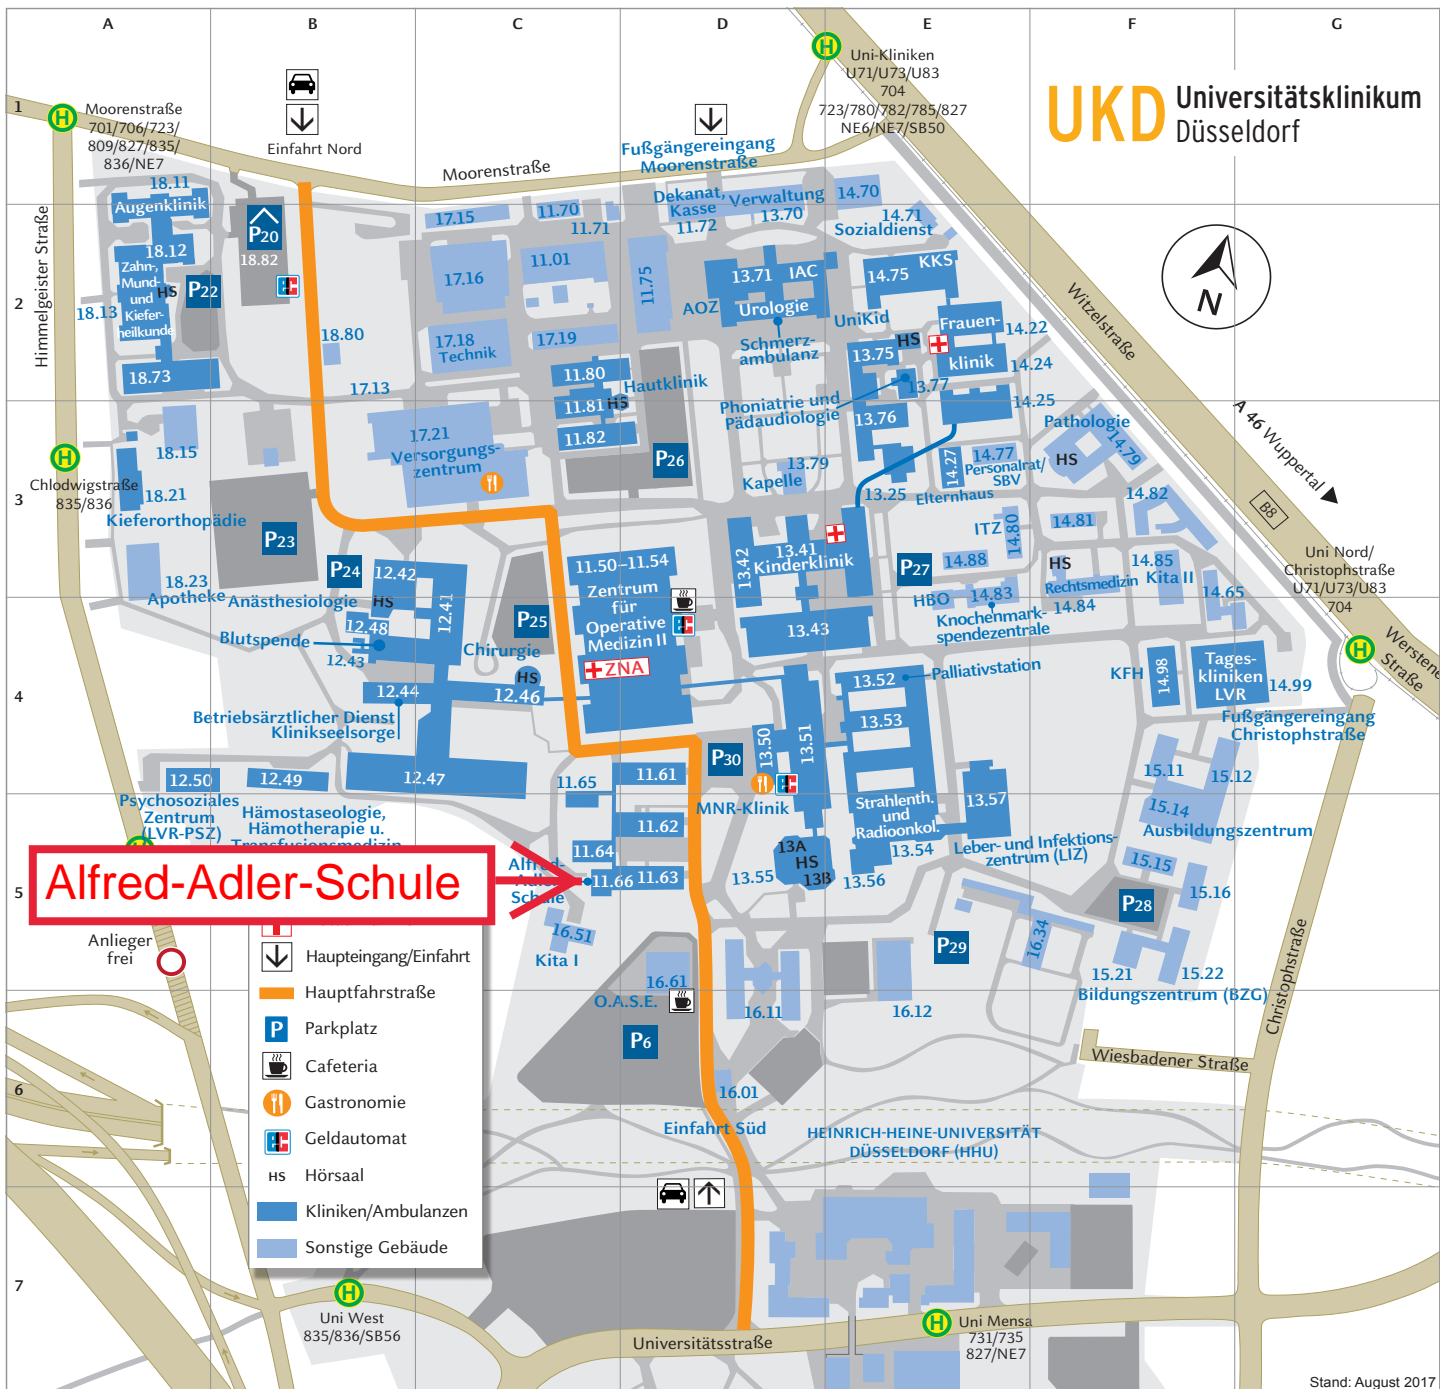 A
B
C
D
E
F
G
1
2
3
4
5
6
7
UKD Universitätsklinikum
Düsseldorf
Moorenstraße
701/706/723/
809/827/835/
836/NE7
Einfahrt Nord
Moorenstraße
Fußgängereingang
Moorenstraße
Uni-Kliniken
U71/U73/U83
704
723/780/782/785/827
NE6/NE7/SB50
Himmelgeister Straße
18.11
Augenklinik
18.12
Zahn-,
Mund-
und
Kiefer-
heilkunde
HS
P22
18.13
18.73
P20
18.82
18.80
17.13
17.15
11.70
11.71
17.16
11.01
17.18
Technik
17.19
11.75
Dekanat,
Kasse
11.72
Verwaltung
13.70
14.70
14.71
Sozialdienst
13.71
IAC
AOZ
Urologie
Schmerz-
ambulanz
14.75
KKS
UniKid
HS
Frauen-
klinik
14.22
14.24
14.25
13.75
13.77
13.76
Phoniatrie und
Pädaudiologie
11.80
11.81
HS
11.82
Hautklinik
P26
Witzelstraße
A 46 Wuppertal
B8
Chlodwigstraße
835/836
18.15
18.21
Kieferorthopädie
18.23
Apotheke
P23
P24
17.21
Versorgungs-
zentrum
13.79
Kapelle
13.25
14.27
14.77
Personalrat/
SBV
Elternhaus
Pathologie
HS
14.79
14.82
14.81
ITZ
14.80
HS
Rechtsmedizin
14.84
14.85
Kita II
14.65
14.88
P27
HBO
14.83
Knochenmark-
spendezentrale
Uni Nord/
Christophstraße
U71/U73/U83
704
Werstener
Straße
12.42
HS
Anästhesiologie
12.41
12.48
Blutspende
12.43
12.44
Betriebsärztlicher Dienst
Klinikseelsorge
12.46
12.47
Chirurgie
HS
P25
11.50–11.54
Zentrum
für
Operative
Medizin II
ZNA
13.42
13.41
Kinderklinik
13.43
13.52
Palliativstation
13.53
13.50
13.51
P30
MNR-Klinik
KFH
14.98
Tages-
kliniken
LVR
14.99
Fußgängereingang
Christophstraße
12.50
Psychosoziales
Zentrum
(LVR-PSZ)
12.49
Hämostaseologie,
Hämotherapie u.
Transfusionsmedizin
11.65
11.61
11.62
11.64
11.66
11.63
Alfred-
Adler-
Schule
Alfred-Adler-Schule
Strahlenth.
und
Radioonkol.
13.57
13.54
13.56
13.55
13A
HS
13B
Leber- und Infektions-
zentrum (LIZ)
15.11
15.12
15.14
Ausbildungszentrum
15.15
15.16
P28
15.21
15.22
Bildungszentrum (BZG)
P29
16.34
16.51
Kita I
16.61
O.A.S.E.
P6
16.11
16.12
16.01
Einfahrt Süd
Christophstraße
Wiesbadener Straße
HEINRICH-HEINE-UNIVERSITÄT
DÜSSELDORF (HHU)
Anlieger
frei
Haupteingang/Einfahrt
Hauptfahrstraße
P Parkplatz
Cafeteria
Gastronomie
Geldautomat
HS Hörsaal
Kliniken/Ambulanzen
Sonstige Gebäude
Uni West
835/836/SB56
Universitätsstraße
Uni Mensa
731/735
827/NE7
N
H
H
H
H
H
H
Stand: August 2017